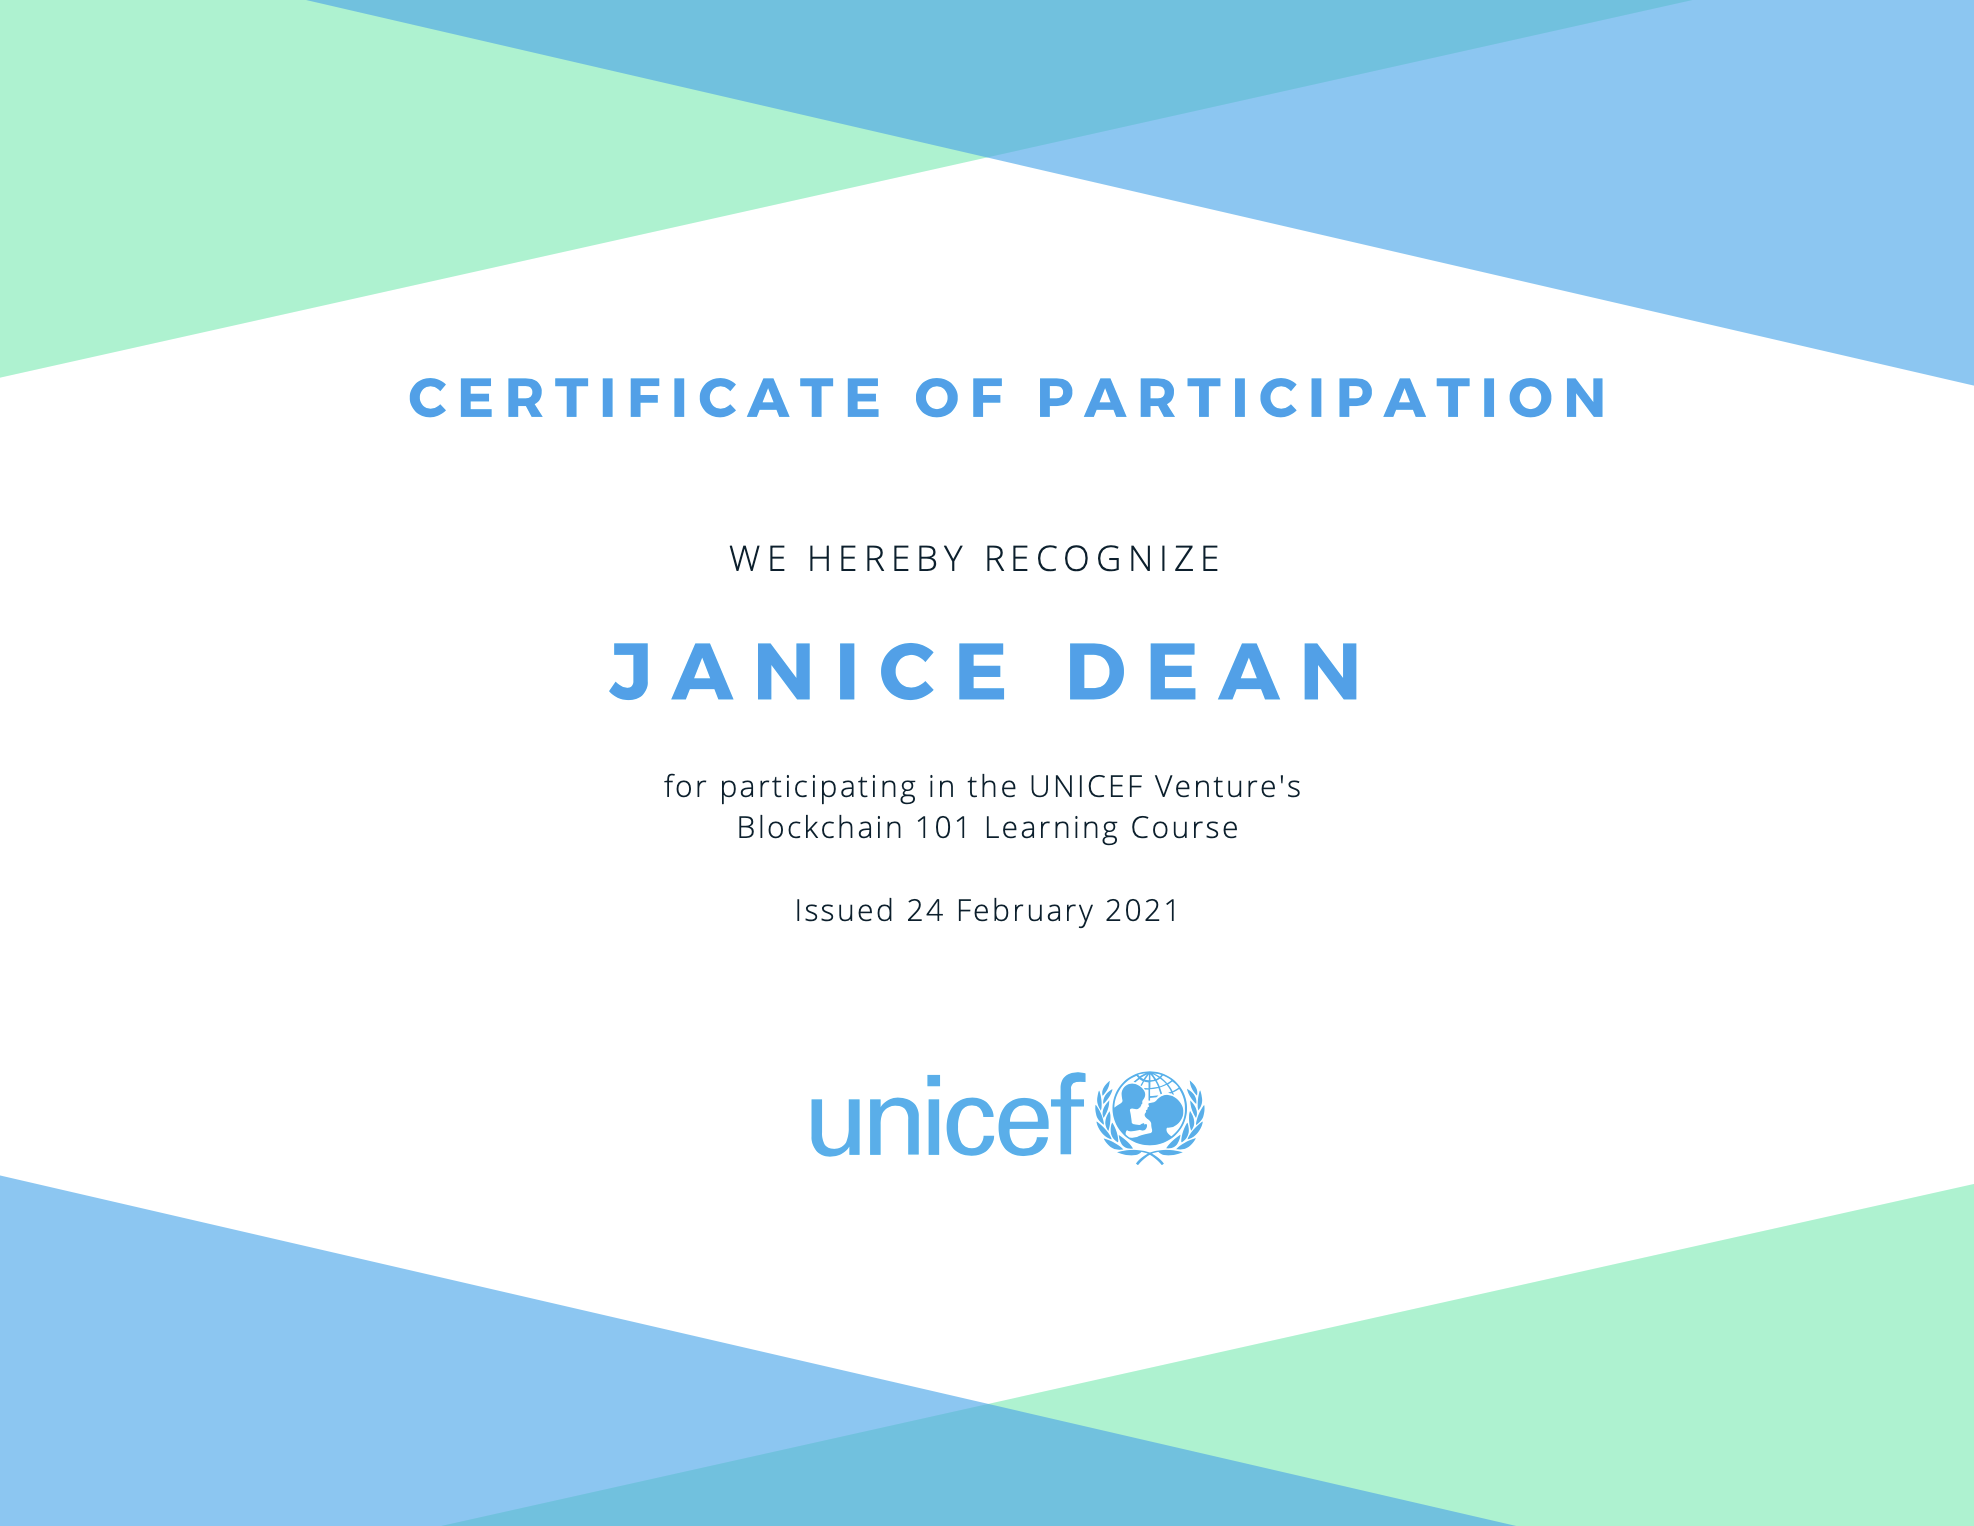 CERTIFICATE OF PARTICIPATION
WE HEREBY RECOGNIZE
JANICE DEAN
for participating in the UNICEF Venture's
Blockchain 101 Learning Course
Issued 24 February 2021
unicef